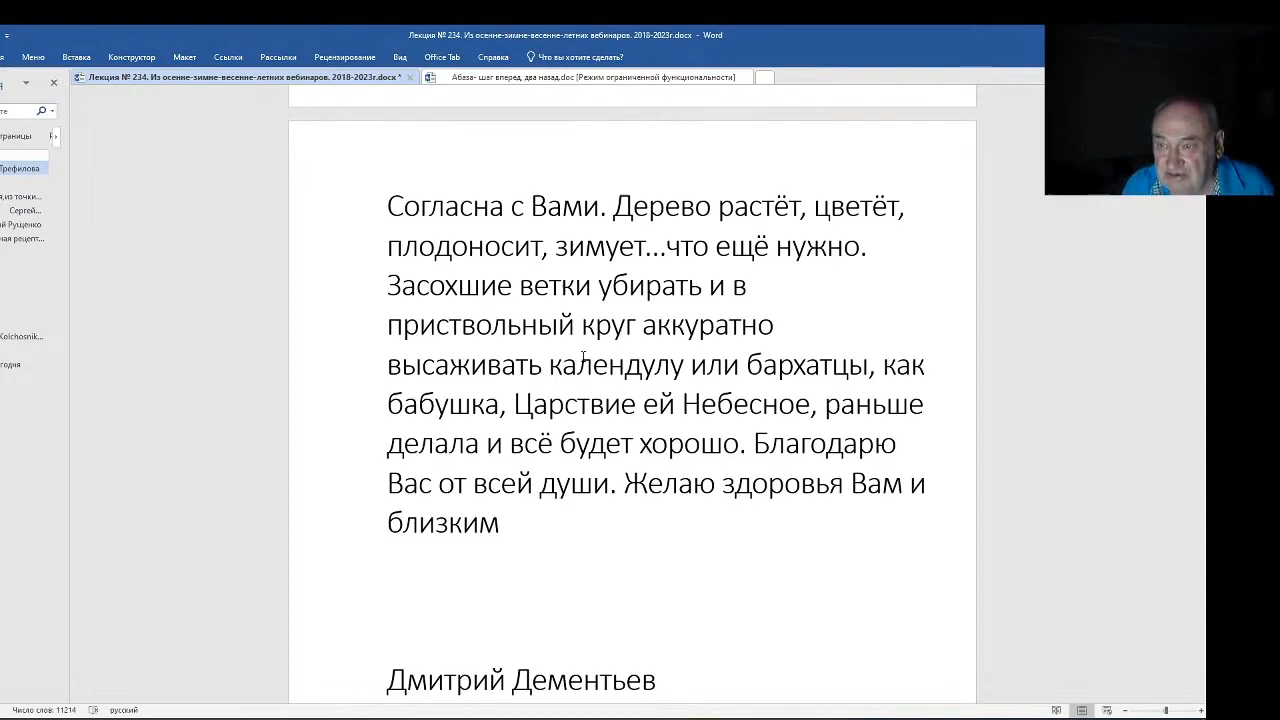 Лекция № 234. Из осенне-зимне-весенне-летних вебинаров. 2018-2023г.docx - Word
Меню Вставка Конструктор Макет Ссылки Рассылки Рецензирование Вид Office Tab Справка Что вы хотите сделать?
Лекция № 234. Из осенне-зимне-весенне-летних вебинаров. 2018-2023г.docx *
Абаза- шаг вперед, два назад.doc [Режим ограниченной функциональности]
Трефилова
Сергей...
Kolchosnik...
Согласна с Вами. Дерево растёт, цветёт,
плодоносит, зимует...что ещё нужно.
Засохшие ветки убирать и в
приствольный круг аккуратно
высаживать календулу или бархатцы, как
бабушка, Царствие ей Небесное, раньше
делала и всё будет хорошо. Благодарю
Вас от всей души. Желаю здоровья Вам и
близким
Дмитрий Дементьев
Число слов: 11214 русский